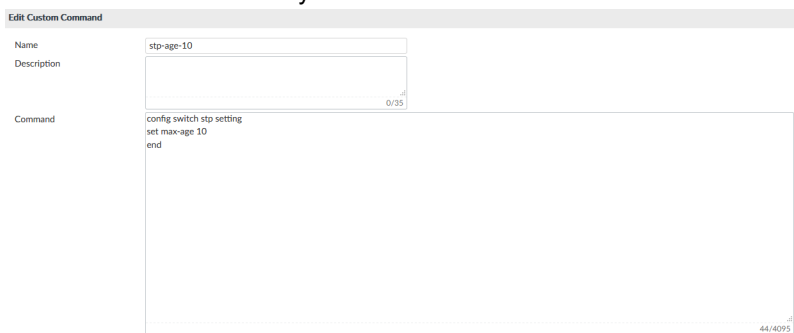 Edit Custom Command
Name
stp-age-10
Description
0/35
Command
config switch stp setting
set max-age 10
end
44/4095